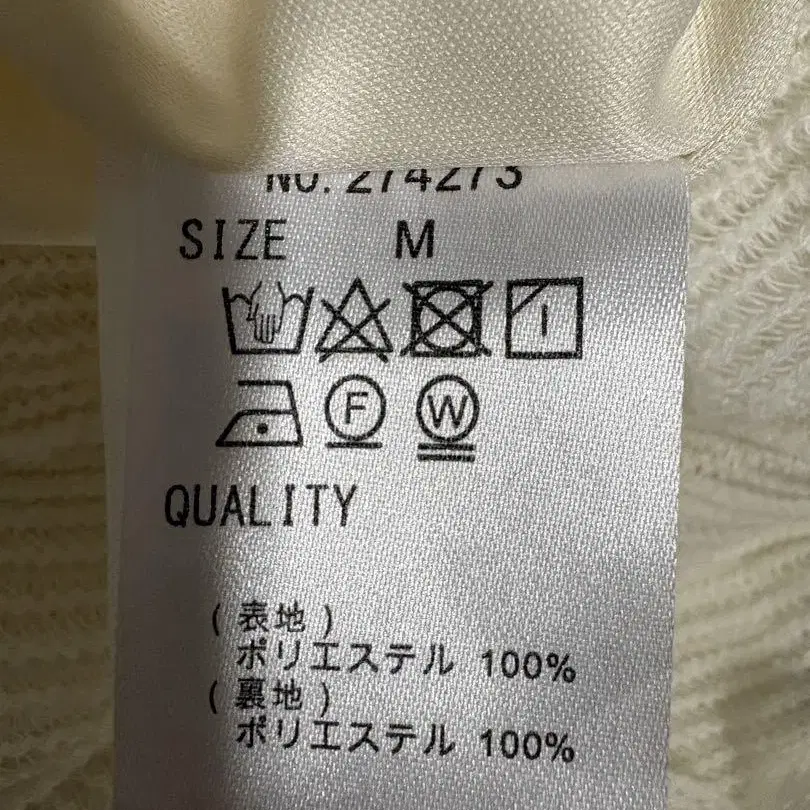 NO. 274273
SIZE M
F W
QUALITY
(表地)
ポリエステル 100%
(裏地)
ポリエステル 100%